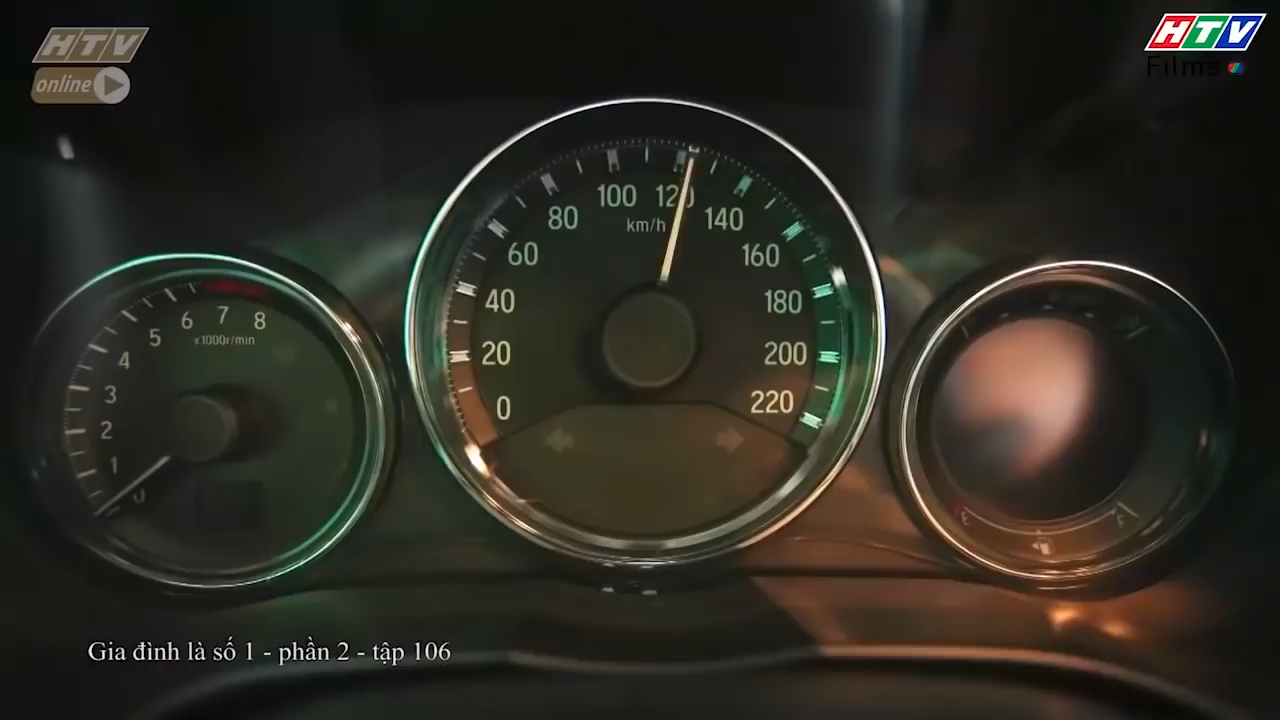 HTV
online
HTV
Films
100 120
80 km/h 140
60 160
40 180
20 200
0 220
5 6 7 8
x1000r/min
4
3
2
1
0
E F
Gia đình là số 1 - phần 2 - tập 106